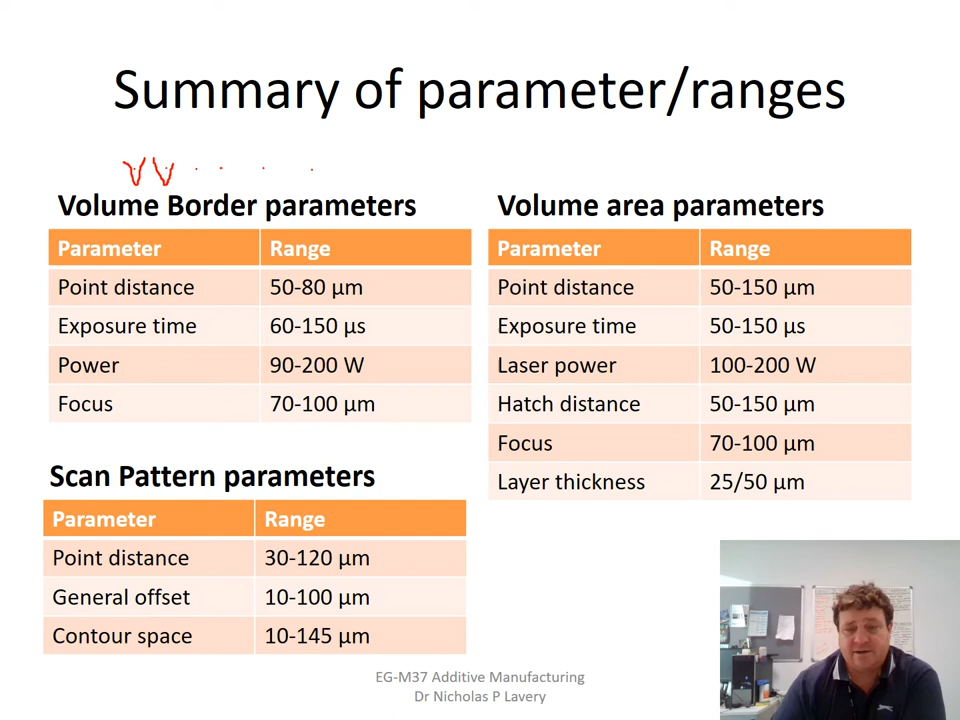 Summary of parameter/ranges
Volume Border parameters
Parameter Range
Point distance 50-80 µm
Exposure time 60-150 µs
Power 90-200 W
Focus 70-100 µm
Scan Pattern parameters
Parameter Range
Point distance 30-120 µm
General offset 10-100 µm
Contour space 10-145 µm
Volume area parameters
Parameter Range
Point distance 50-150 µm
Exposure time 50-150 µs
Laser power 100-200 W
Hatch distance 50-150 µm
Focus 70-100 µm
Layer thickness 25/50 µm
EG-M37 Additive Manufacturing
Dr Nicholas P Lavery